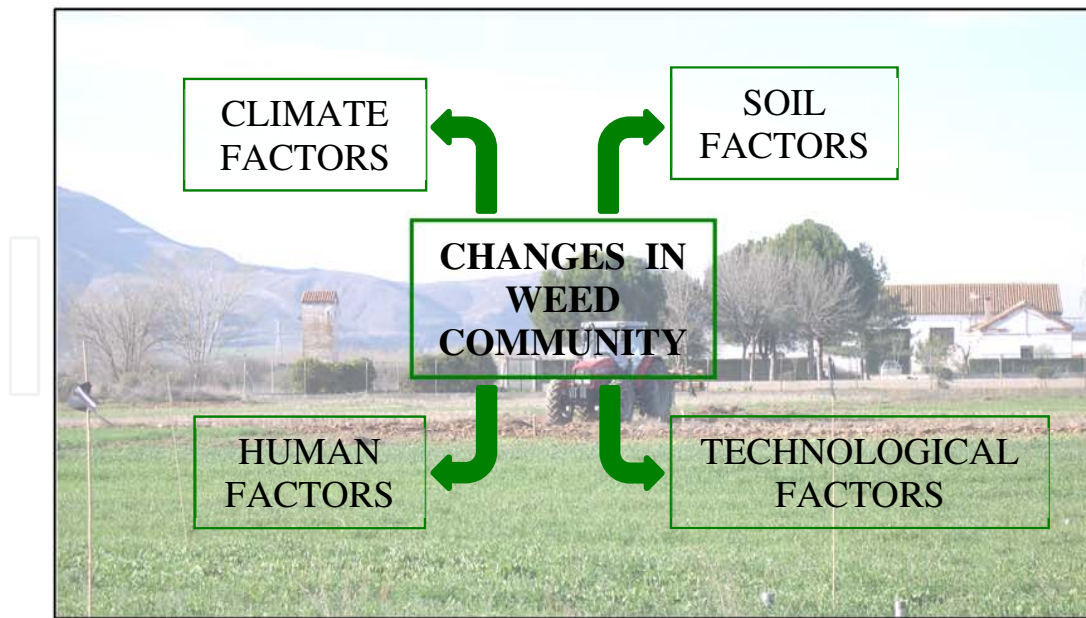 CLIMATE
FACTORS
SOIL
FACTORS
CHANGES IN
WEED
COMMUNITY
HUMAN
FACTORS
TECHNOLOGICAL
FACTORS